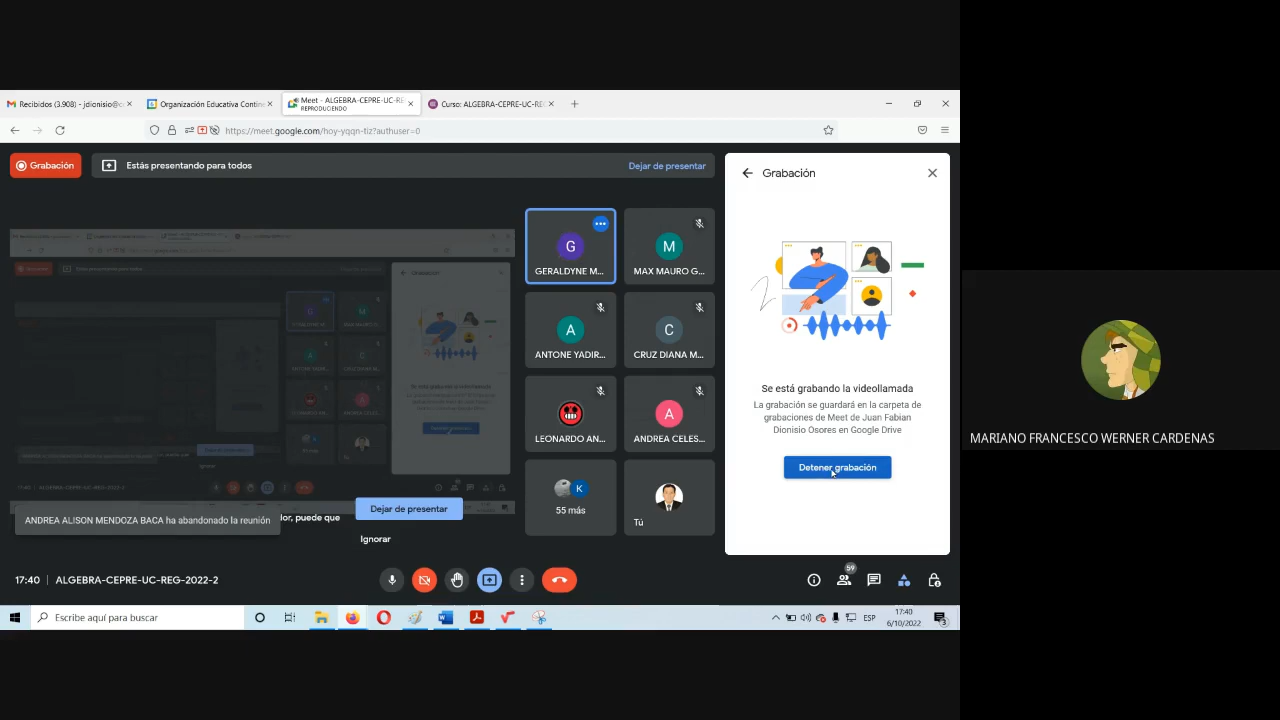 Recibidos (3.908) - jdionisio@c
Organización Educativa Contin
Meet - ALGEBRA-CEPRE-UC-RE
REPRODUCIENDO
Curso: ALGEBRA-CEPRE-UC-RE
https://meet.google.com/hoy-yqqn-tiz?authuser=0
Grabación
Estás presentando para todos
Dejar de presentar
Grabación
G
GERALDYNE M...
M
MAX MAURO G...
A
ANTONE YADIR...
C
CRUZ DIANA M...
LEONARDO AN...
A
ANDREA CELES...
K
55 más
Tú
Se está grabando la videollamada
La grabación se guardará en la carpeta de
grabaciones de Meet de Juan Fabian
Dionisio Osores en Google Drive
Detener grabación
ANDREA ALISON MENDOZA BACA ha abandonado la reunión
lor, puede que
Dejar de presentar
Ignorar
17:40 | ALGEBRA-CEPRE-UC-REG-2022-2
59
Escribe aquí para buscar
ESP
17:40
6/10/2022
3
MARIANO FRANCESCO WERNER CARDENAS